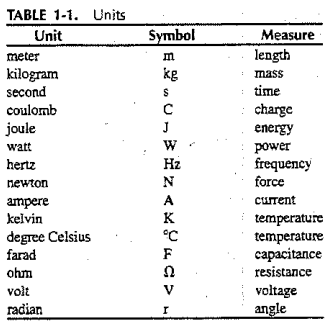 TABLE 1-1. Units
Unit Symbol Measure
meter m length
kilogram kg mass
second s time
coulomb C charge
joule J energy
watt W power
hertz Hz frequency
newton N force
ampere A current
kelvin K temperature
degree Celsius °C temperature
farad F capacitance
ohm Ω resistance
volt V voltage
radian r angle